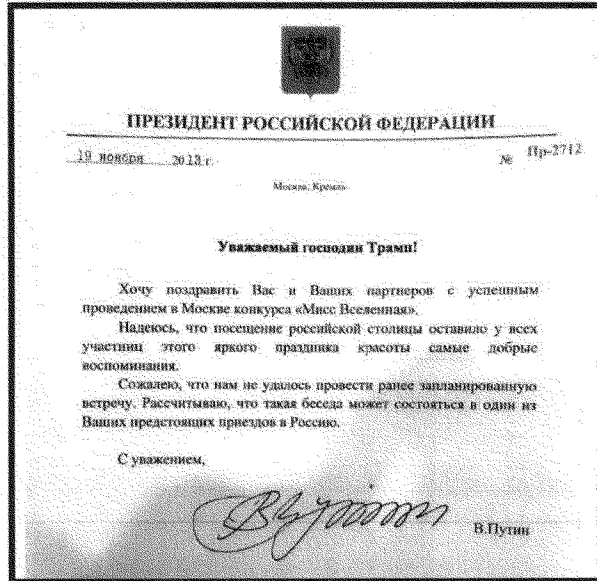 ПРЕЗИДЕНТ РОССИЙСКОЙ ФЕДЕРАЦИИ
19 ноября 2013 г. № Пр-2712
Москва, Кремль
Уважаемый господин Трамп!
Хочу поздравить Вас и Ваших партнеров с успешным
проведением в Москве конкурса «Мисс Вселенная».
Надеюсь, что посещение российской столицы оставило у всех
участниц этого яркого праздника красоты самые добрые
воспоминания.
Сожалею, что нам не удалось провести ранее запланированную
встречу. Рассчитываю, что такая беседа может состояться в один из
Ваших предстоящих приездов в Россию.
С уважением,
В.Путин